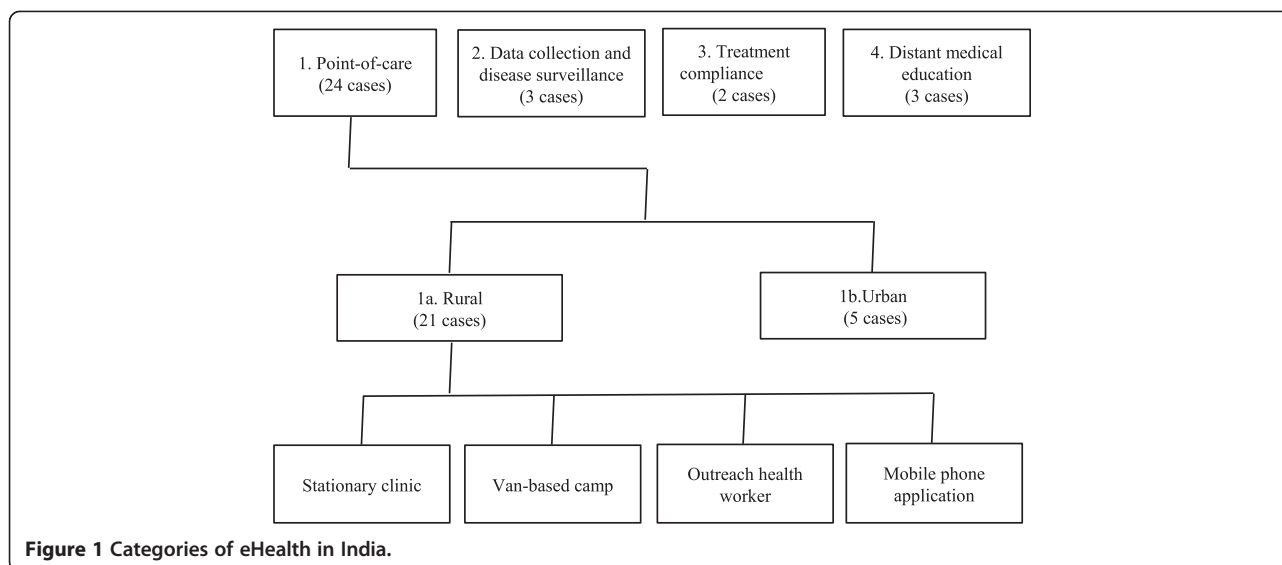 1. Point-of-care
(24 cases)
2. Data collection and
disease surveillance
(3 cases)
3. Treatment
compliance
(2 cases)
4. Distant medical
education
(3 cases)
1a. Rural
(21 cases)
1b.Urban
(5 cases)
Stationary clinic
Van-based camp
Outreach health
worker
Mobile phone
application
Figure 1 Categories of eHealth in India.